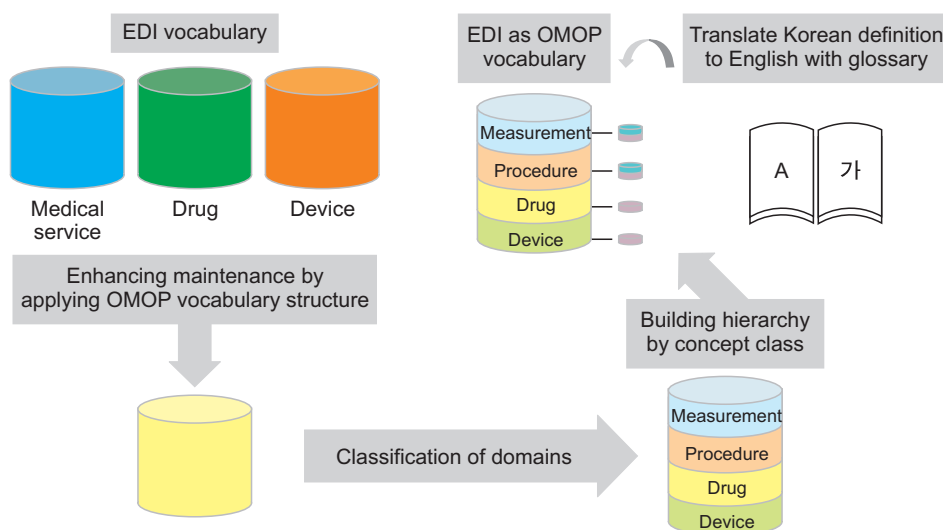 EDI vocabulary
Medical
service
Drug
Device
Enhancing maintenance by
applying OMOP vocabulary structure
Classification of domains
Measurement
Procedure
Drug
Device
Building hierarchy
by concept class
EDI as OMOP
vocabulary
Measurement
Procedure
Drug
Device
Translate Korean definition
to English with glossary
A
가